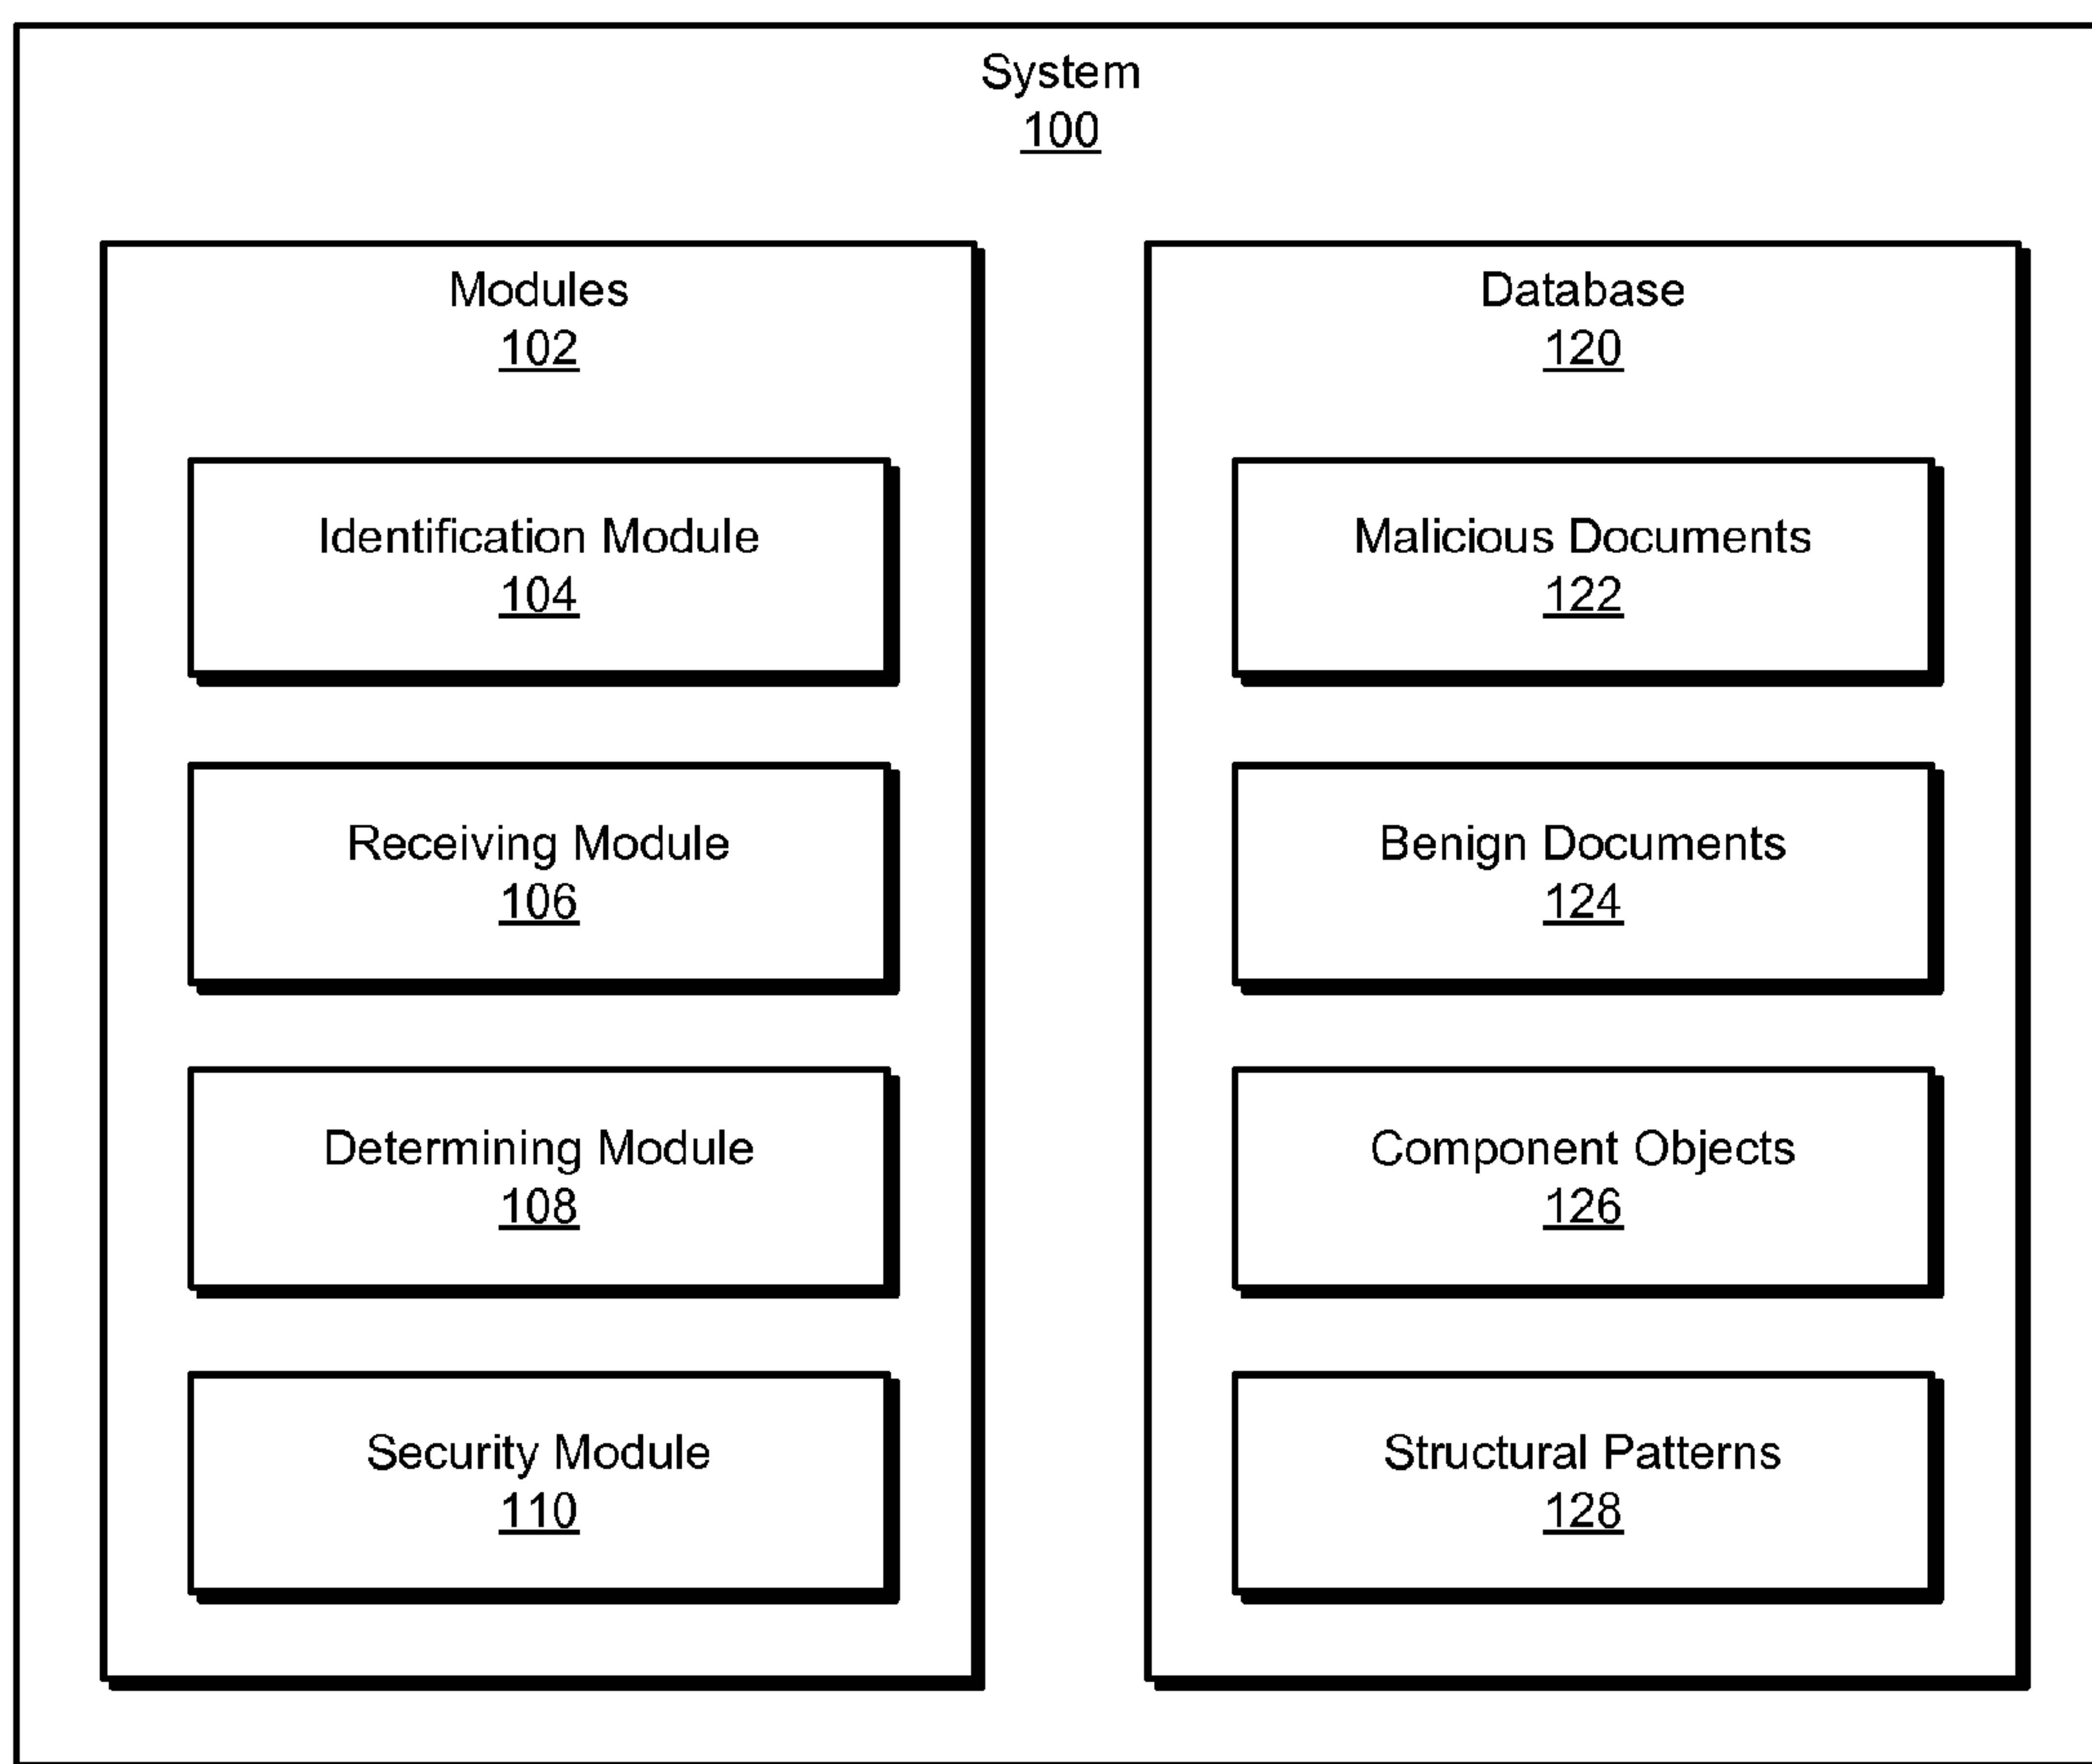 System
100
Modules
102
Identification Module
104
Receiving Module
106
Determining Module
108
Security Module
110
Database
120
Malicious Documents
122
Benign Documents
124
Component Objects
126
Structural Patterns
128